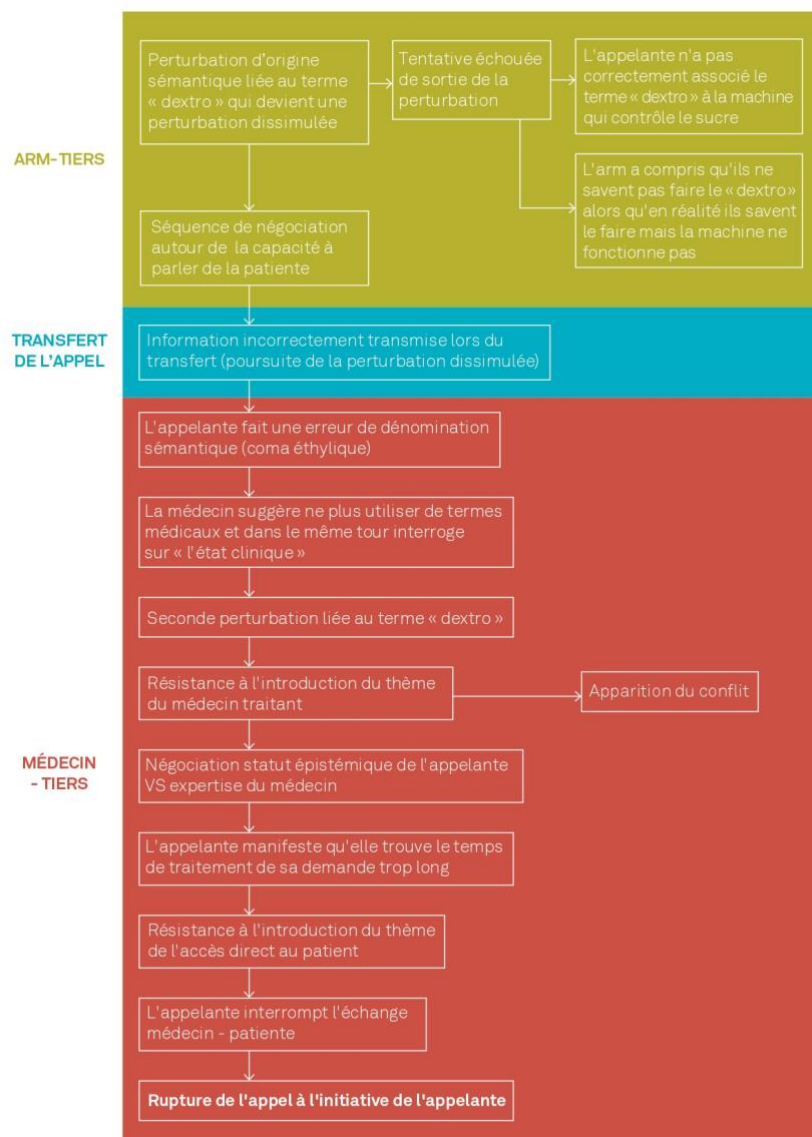 ARM-TIERS
Perturbation d'origine
sémantique liée au terme
« dextro » qui devient une
perturbation dissimulée
Tentative échouée
de sortie de la
perturbation
L'appelante n'a pas
correctement associé le
terme « dextro » à la machine
qui contrôle le sucre
L'arm a compris qu'ils ne
savent pas faire le « dextro »
alors qu'en réalité ils savent
le faire mais la machine ne
fonctionne pas
Séquence de négociation
autour de la capacité à
parler de la patiente
TRANSFERT
DE L'APPEL
Information incorrectement transmise lors du
transfert (poursuite de la perturbation dissimulée)
MÉDECIN
- TIERS
L'appelante fait une erreur de dénomination
sémantique (coma éthylique)
La médecin suggère ne plus utiliser de termes
médicaux et dans le même tour interroge
sur « l'état clinique »
Seconde perturbation liée au terme « dextro »
Résistance à l'introduction du thème
du médecin traitant
Apparition du conflit
Négociation statut épistémique de l'appelante
VS expertise du médecin
L'appelante manifeste qu'elle trouve le temps
de traitement de sa demande trop long
Résistance à l'introduction du thème
de l'accès direct au patient
L'appelante interrompt l'échange
médecin - patiente
Rupture de l'appel à l'initiative de l'appelante